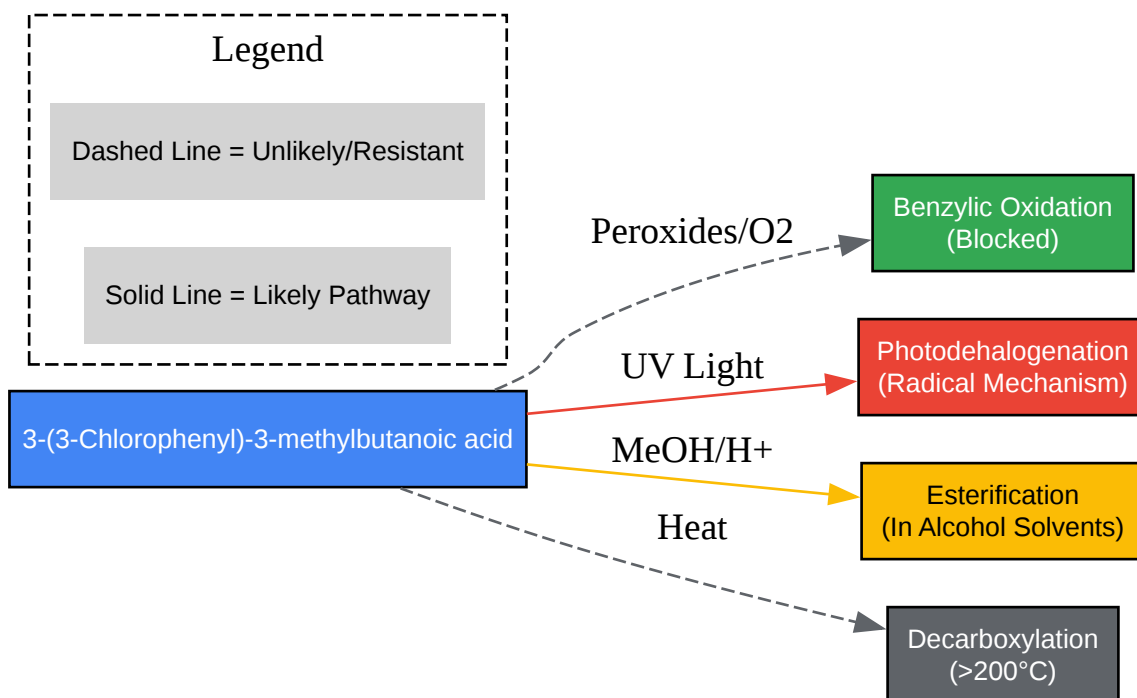 Legend
Dashed Line = Unlikely/Resistant
Solid Line = Likely Pathway
3-(3-Chlorophenyl)-3-methylbutanoic acid
Peroxides/O2
Benzylic Oxidation
(Blocked)
UV Light
Photodehalogenation
(Radical Mechanism)
MeOH/H+
Esterification
(In Alcohol Solvents)
Heat
Decarboxylation
(>200°C)